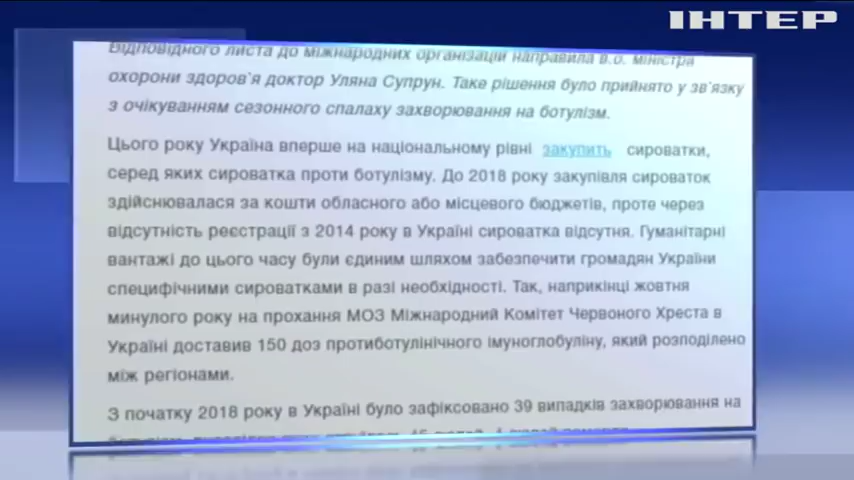 ІНТЕР
Відповідного листа до міжнародних організацій направила в.о. міністра
охорони здоров'я доктор Уляна Супрун. Таке рішення було прийнято у зв'язку
з очікуванням сезонного спалаху захворювання на ботулізм.
Цього року Україна вперше на національному рівні закупить сироватки,
серед яких сироватка проти ботулізму. До 2018 року закупівля сироваток
здійснювалася за кошти обласного або місцевого бюджетів, проте через
відсутність реєстрації з 2014 року в Україні сироватка відсутня. Гуманітарні
вантажі до цього часу були єдиним шляхом забезпечити громадян України
специфічними сироватками в разі необхідності. Так, наприкінці жовтня
минулого року на прохання МОЗ Міжнародний Комітет Червоного Хреста в
Україні доставив 150 доз протиботулінічного імуноглобуліну, який розподілено
між регіонами.
З початку 2018 року в Україні було зафіксовано 39 випадків захворювання на